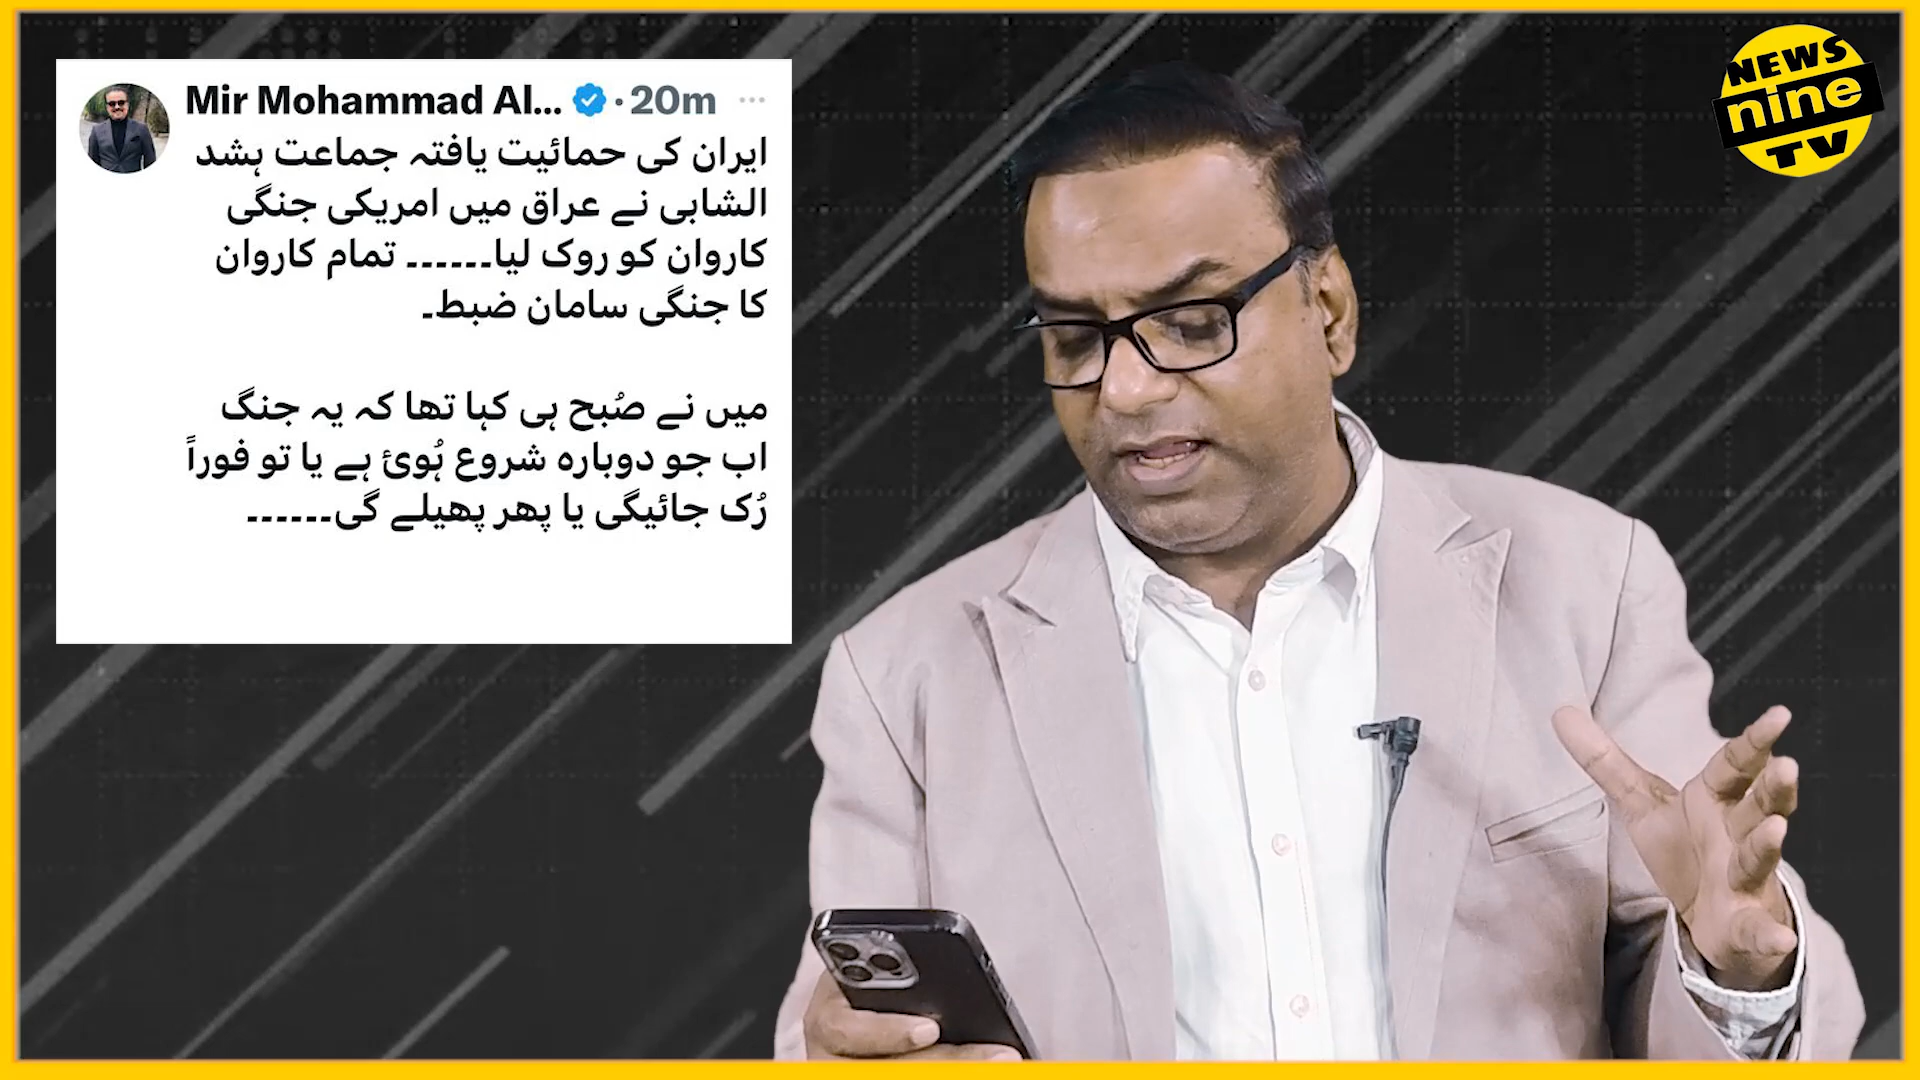 Mir Mohammad Al... · 20m ...
ایران کی حمائیت یافتہ جماعت ہشد
الشابی نے عراق میں امریکی جنگی
کاروان کو روک لیا۔۔۔۔۔۔ تمام کاروان
کا جنگی سامان ضبط۔
میں نے صُبح ہی کہا تھا کہ یہ جنگ
اب جو دوبارہ شروع ہُوئ ہے یا تو فوراً
رُک جائیگی یا پھر پھیلے گی۔۔۔۔۔۔
NEWS
nine
TV